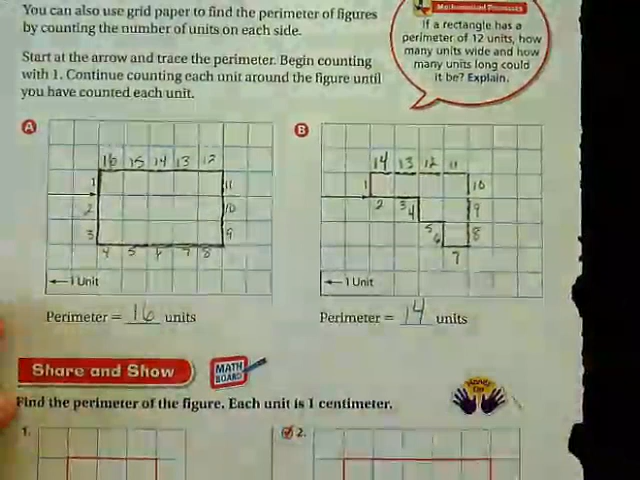 You can also use grid paper to find the perimeter of figures
by counting the number of units on each side.
Start at the arrow and trace the perimeter. Begin counting
with 1. Continue counting each unit around the figure until
you have counted each unit.
Mathematical Processes
If a rectangle has a
perimeter of 12 units, how
many units wide and how
many units long could
it be? Explain.
A
16 15 14 13 12
1 11
2 10
3 9
4 5 6 7 8
1 Unit
Perimeter = 16 units
B
14 13 12 11
1 10
2 3 4 9
5 6 8
7
1 Unit
Perimeter = 14 units
Share and Show
MATH
BOARD
Hands
On
Find the perimeter of the figure. Each unit is 1 centimeter.
1.
2.